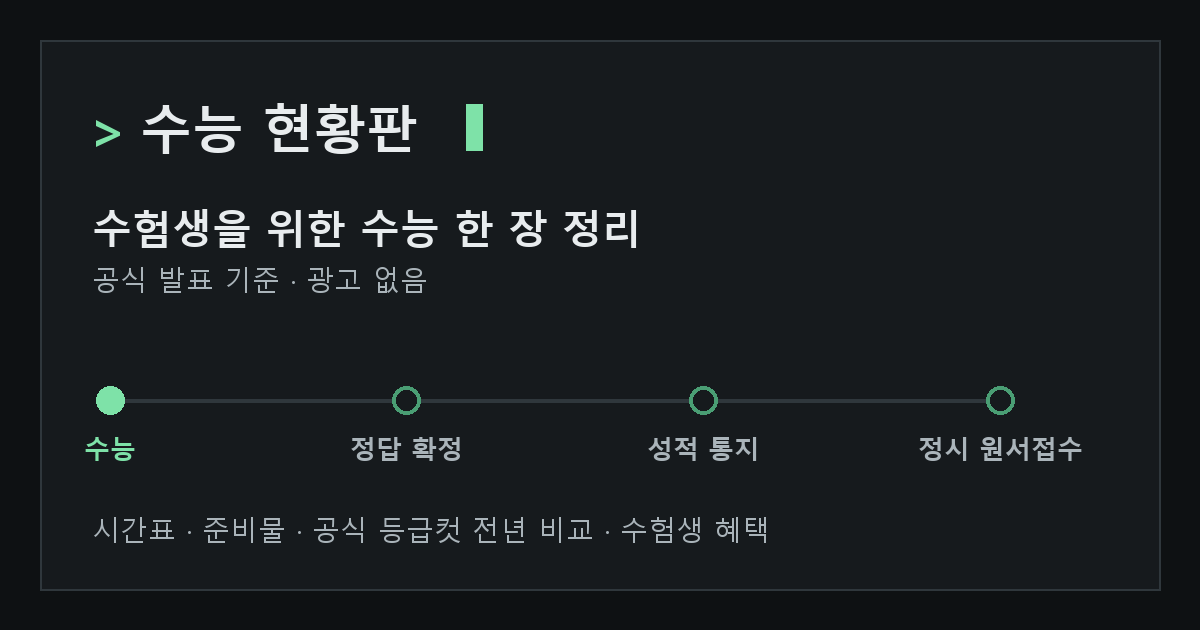 > 수능 현황판
수험생을 위한 수능 한 장 정리
공식 발표 기준 · 광고 없음
수능 정답 확정 성적 통지 정시 원서접수
시간표 · 준비물 · 공식 등급컷 전년 비교 · 수험생 혜택